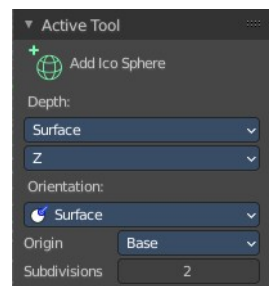 Active Tool
Add Ico Sphere
Depth:
Surface
Z
Orientation:
Surface
Origin Base
Subdivisions 2